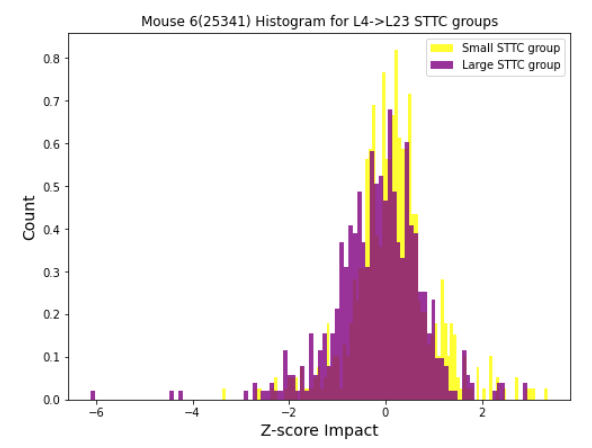 Mouse 6(25341) Histogram for L4->L23 STTC groups
Small STTC group
Large STTC group
Count
0.8
0.7
0.6
0.5
0.4
0.3
0.2
0.1
0.0
−6 −4 −2 0 2
Z-score Impact